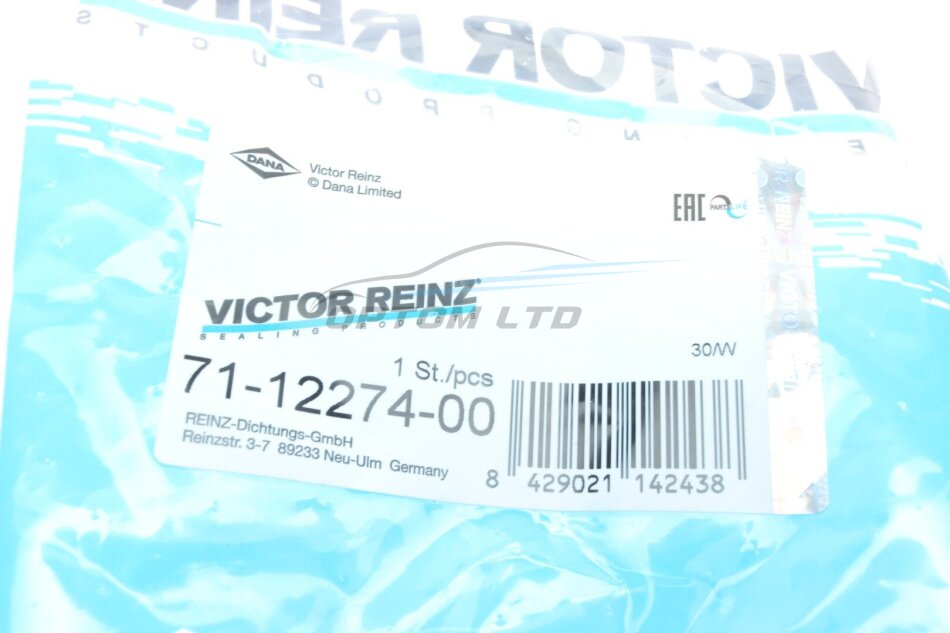 VICTOR REINZ
DANA
Victor Reinz
© Dana Limited
EAC
PARTSLIFE
VICTOR REINZ®
SEALING PRODUCTS
OPTOM LTD
30/W
1 St./pcs
71-12274-00
REINZ-Dichtungs-GmbH
Reinzstr. 3-7 89233 Neu-Ulm Germany
8 429021 142438